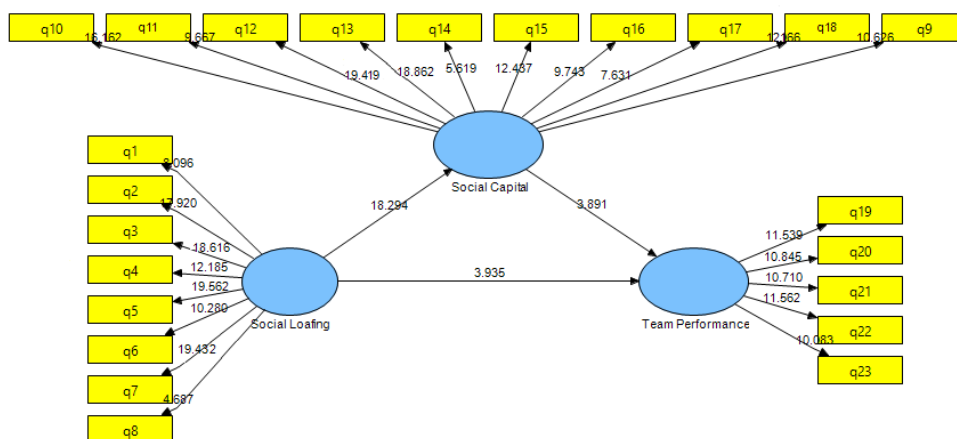 q10
q11
q12
q13
q14
q15
q16
q17
q18
q9
16.162
9.667
19.419
18.862
5.619
12.437
9.743
7.631
12.166
10.626
Social Capital
q1
q2
q3
q4
q5
q6
q7
q8
8.096
17.920
18.616
12.185
19.562
10.280
19.432
4.687
Social Loafing
18.294
3.891
3.935
Team Performance
q19
q20
q21
q22
q23
11.539
10.845
10.710
11.562
10.083